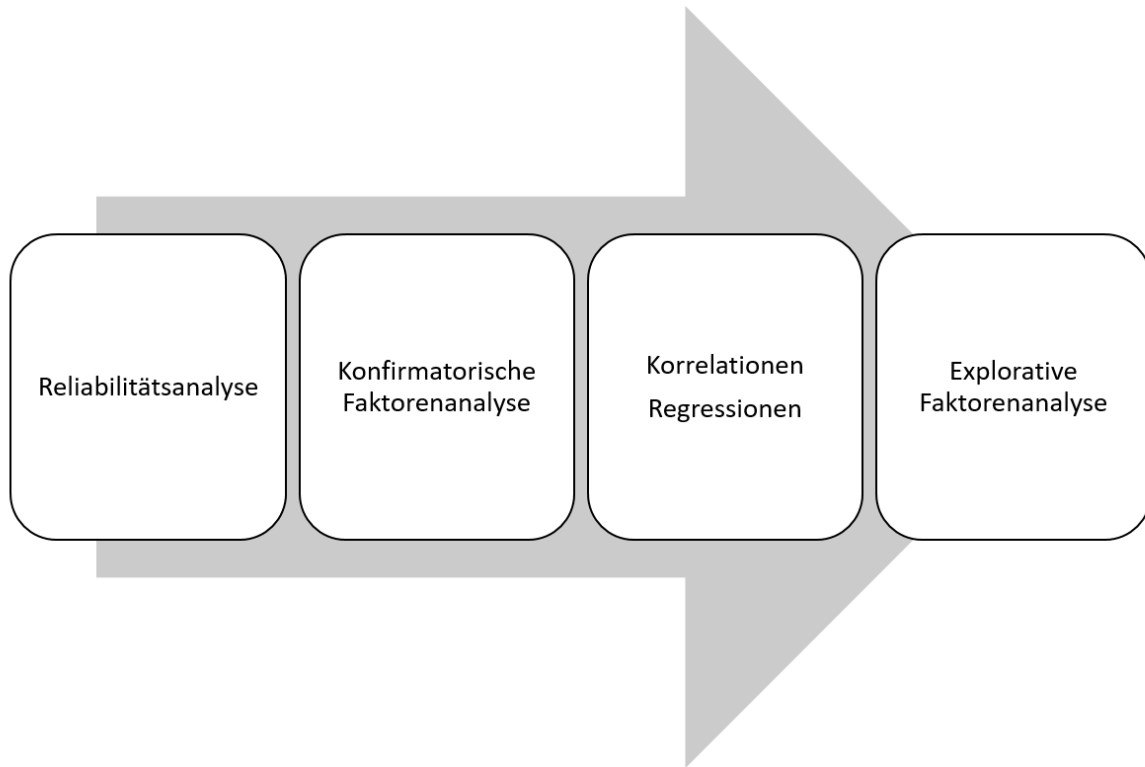 Reliabilitätsanalyse
Konfirmatorische
Faktorenanalyse
Korrelationen
Regressionen
Explorative
Faktorenanalyse